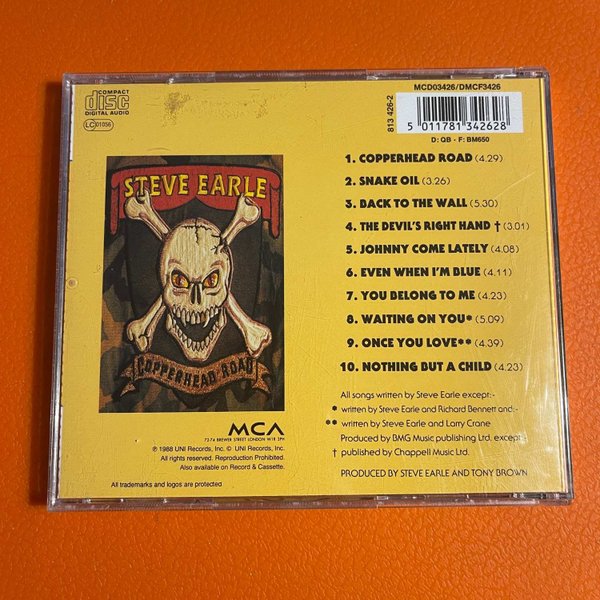 COMPACT
disc
DIGITAL AUDIO
LC 01056
MCD03426/DMCF3426
813 426-2
5 011781 342628
D: QB - F: BM650
STEVE EARLE
COPPERHEAD ROAD
1. COPPERHEAD ROAD (4.29)
2. SNAKE OIL (3.26)
3. BACK TO THE WALL (5.30)
4. THE DEVIL'S RIGHT HAND † (3.01)
5. JOHNNY COME LATELY (4.08)
6. EVEN WHEN I'M BLUE (4.11)
7. YOU BELONG TO ME (4.23)
8. WAITING ON YOU* (5.09)
9. ONCE YOU LOVE** (4.39)
10. NOTHING BUT A CHILD (4.23)
All songs written by Steve Earle except:-
* written by Steve Earle and Richard Bennett and:-
** written by Steve Earle and Larry Crane
Produced by BMG Music publishing Ltd. except:-
† published by Chappell Music Ltd.
PRODUCED BY STEVE EARLE AND TONY BROWN
MCA
72-74 BREWER STREET LONDON W1R 3PH
℗ 1988 UNI Records, Inc. © UNI Records, Inc.
All rights reserved. Reproduction Prohibited.
Also available on Record & Cassette.
All trademarks and logos are protected